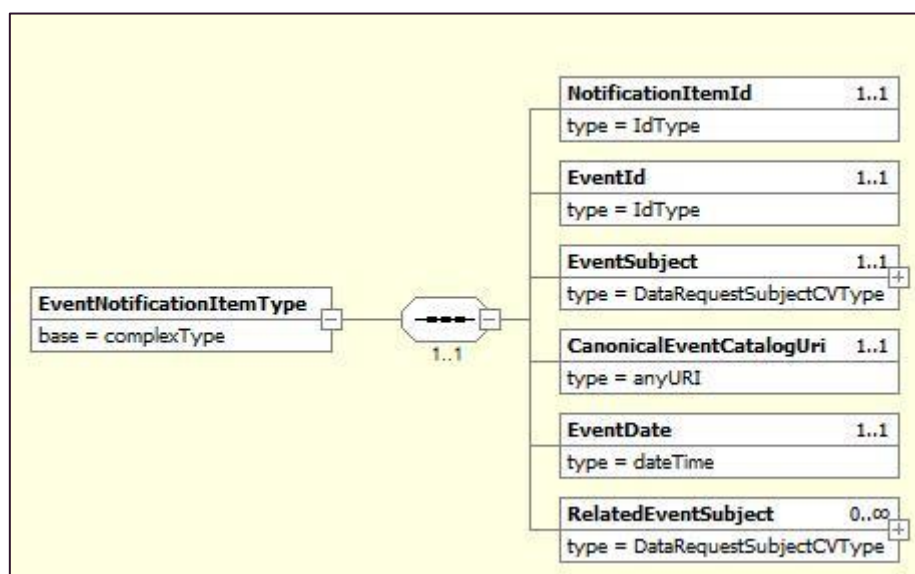 NotificationItemId 1..1
type = IdType
EventId 1..1
type = IdType
EventSubject 1..1
type = DataRequestSubjectCVType
EventNotificationItemType
base = complexType
1..1
CanonicalEventCatalogUri 1..1
type = anyURI
EventDate 1..1
type = dateTime
RelatedEventSubject 0..∞
type = DataRequestSubjectCVType